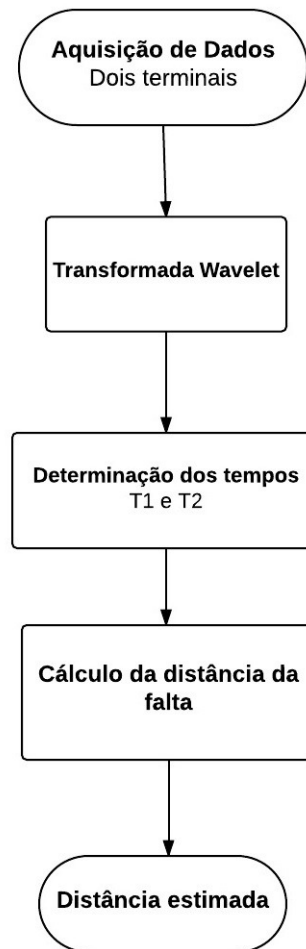 Aquisição de Dados
Dois terminais
Transformada Wavelet
Determinação dos tempos
T1 e T2
Cálculo da distância da
falta
Distância estimada